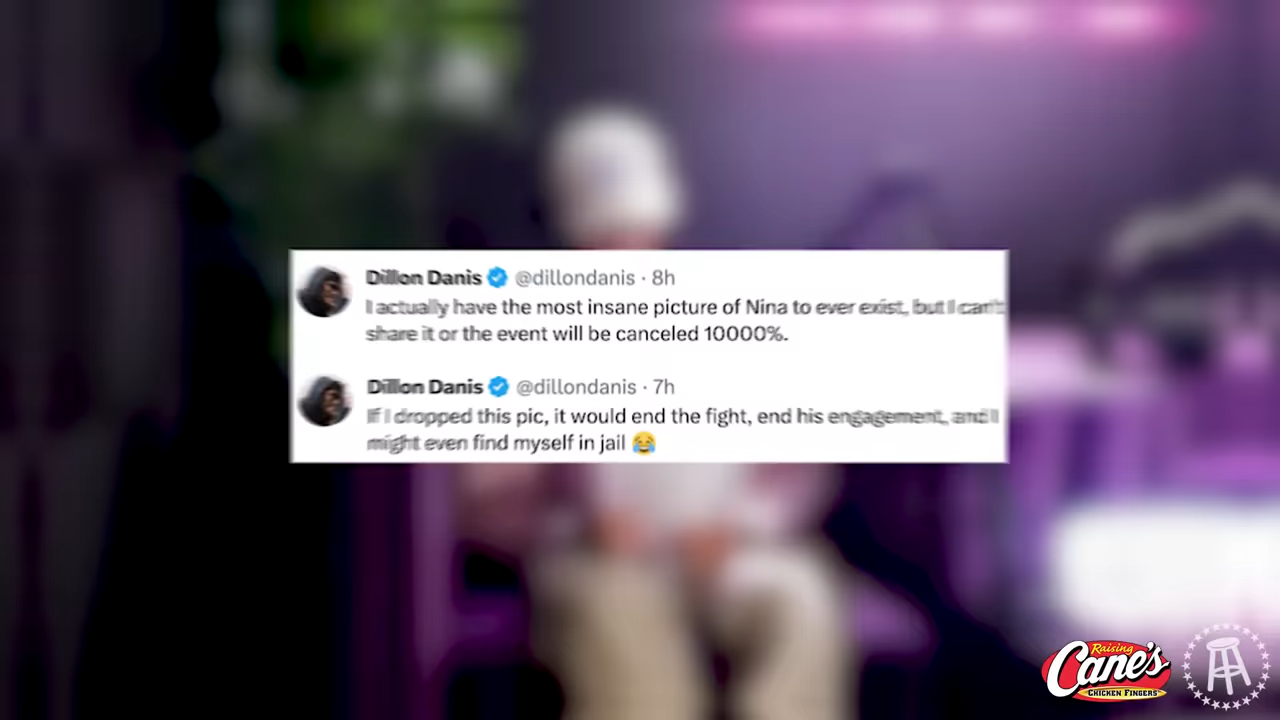 Dillon Danis @dillondanis · 8h
I actually have the most insane picture of Nina to ever exist, but I can't
share it or the event will be canceled 10000%.
Dillon Danis @dillondanis · 7h
If I dropped this pic, it would end the fight, end his engagement, and I
might even find myself in jail 😂
Raising
Cane's
CHICKEN FINGERS